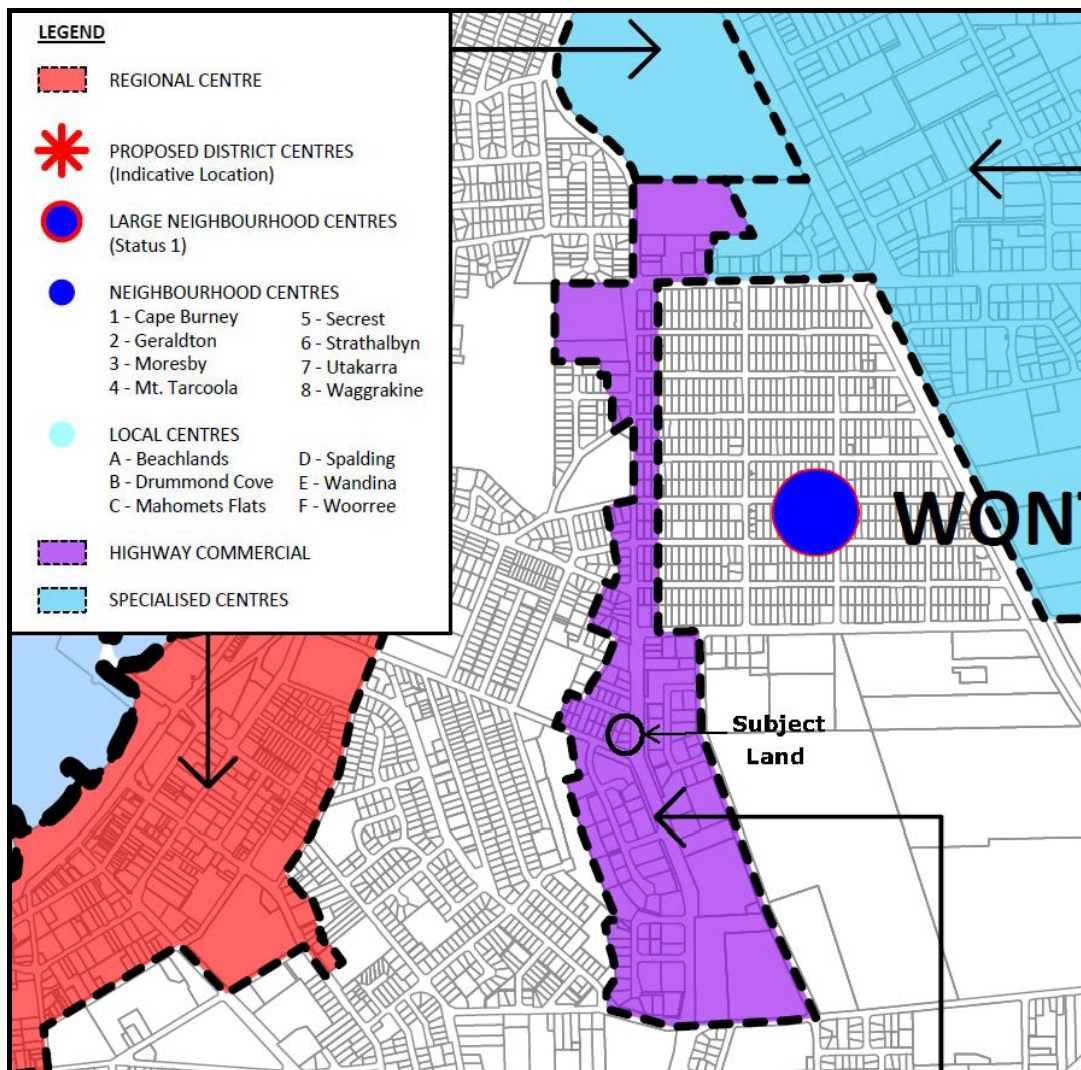 LEGEND
REGIONAL CENTRE
PROPOSED DISTRICT CENTRES
(Indicative Location)
LARGE NEIGHBOURHOOD CENTRES
(Status 1)
NEIGHBOURHOOD CENTRES
1 - Cape Burney
2 - Geraldton
3 - Moresby
4 - Mt. Tarcoola
5 - Secrest
6 - Strathalbyn
7 - Utakarra
8 - Waggrakine
LOCAL CENTRES
A - Beachlands
B - Drummond Cove
C - Mahomets Flats
D - Spalding
E - Wandina
F - Woorree
HIGHWAY COMMERCIAL
SPECIALISED CENTRES
WONT
Subject
Land